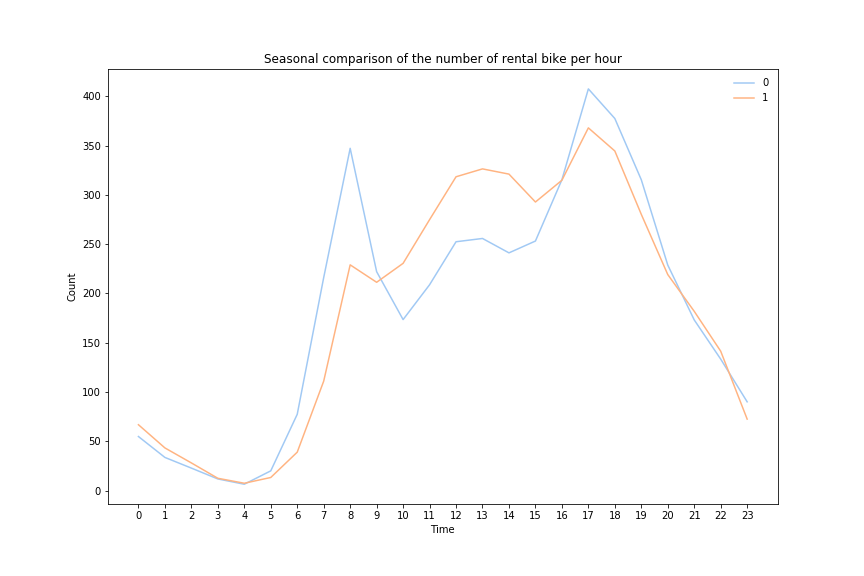 Seasonal comparison of the number of rental bike per hour
0
1
400
350
300
250
200
150
100
50
0
Count
0 1 2 3 4 5 6 7 8 9 10 11 12 13 14 15 16 17 18 19 20 21 22 23
Time